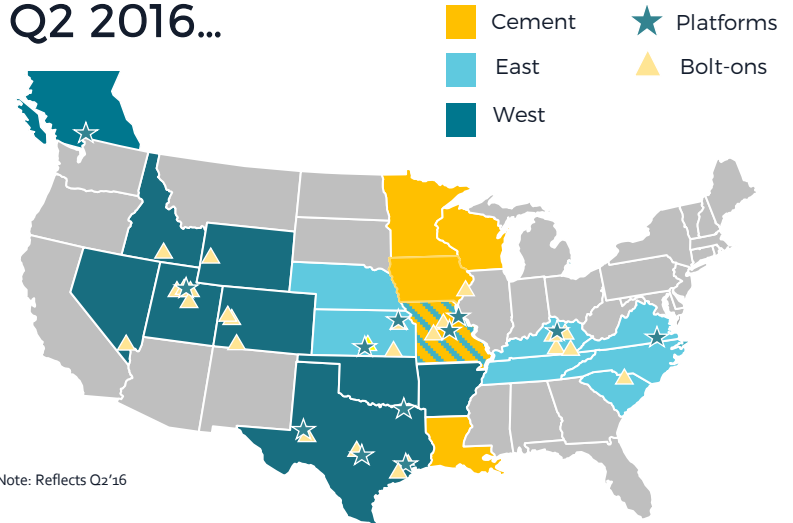 Q2 2016...
Cement
Platforms
East
Bolt-ons
West
Note: Reflects Q2'16